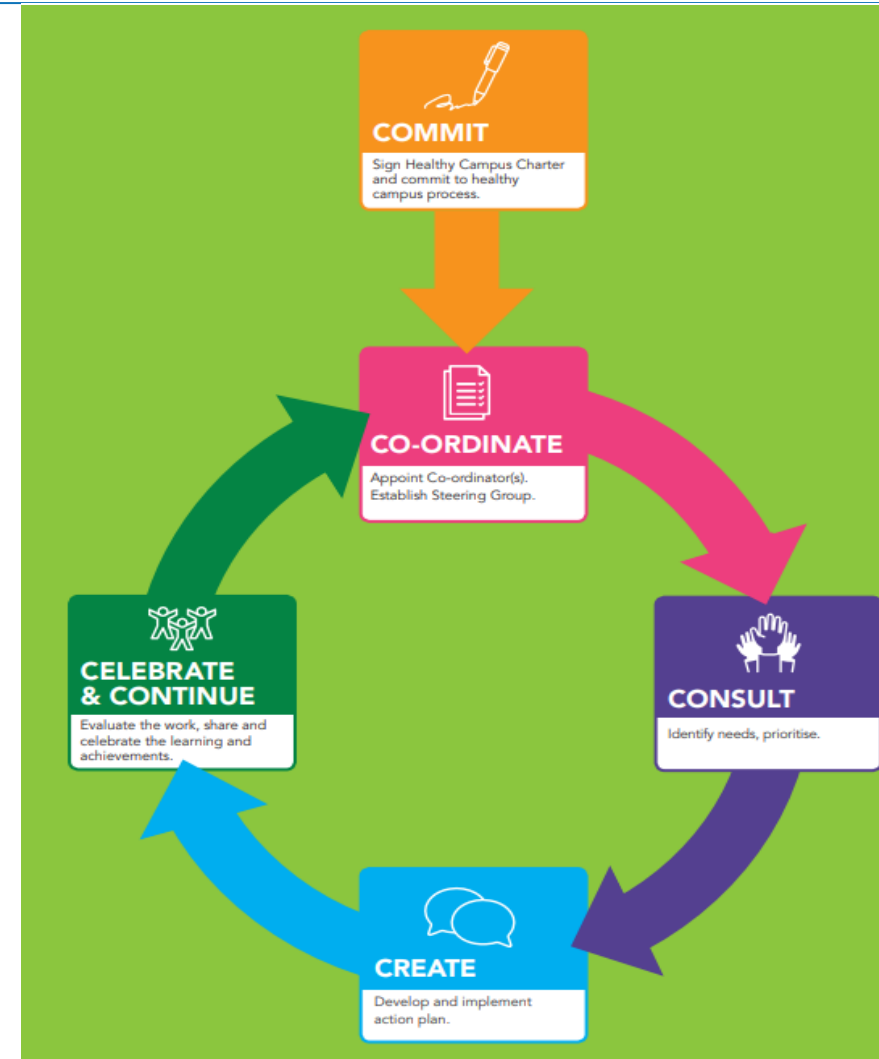 COMMIT
Sign Healthy Campus Charter
and commit to healthy
campus process.
CO-ORDINATE
Appoint Co-ordinator(s).
Establish Steering Group.
CONSULT
Identify needs, prioritise.
CREATE
Develop and implement
action plan.
CELEBRATE
& CONTINUE
Evaluate the work, share and
celebrate the learning and
achievements.